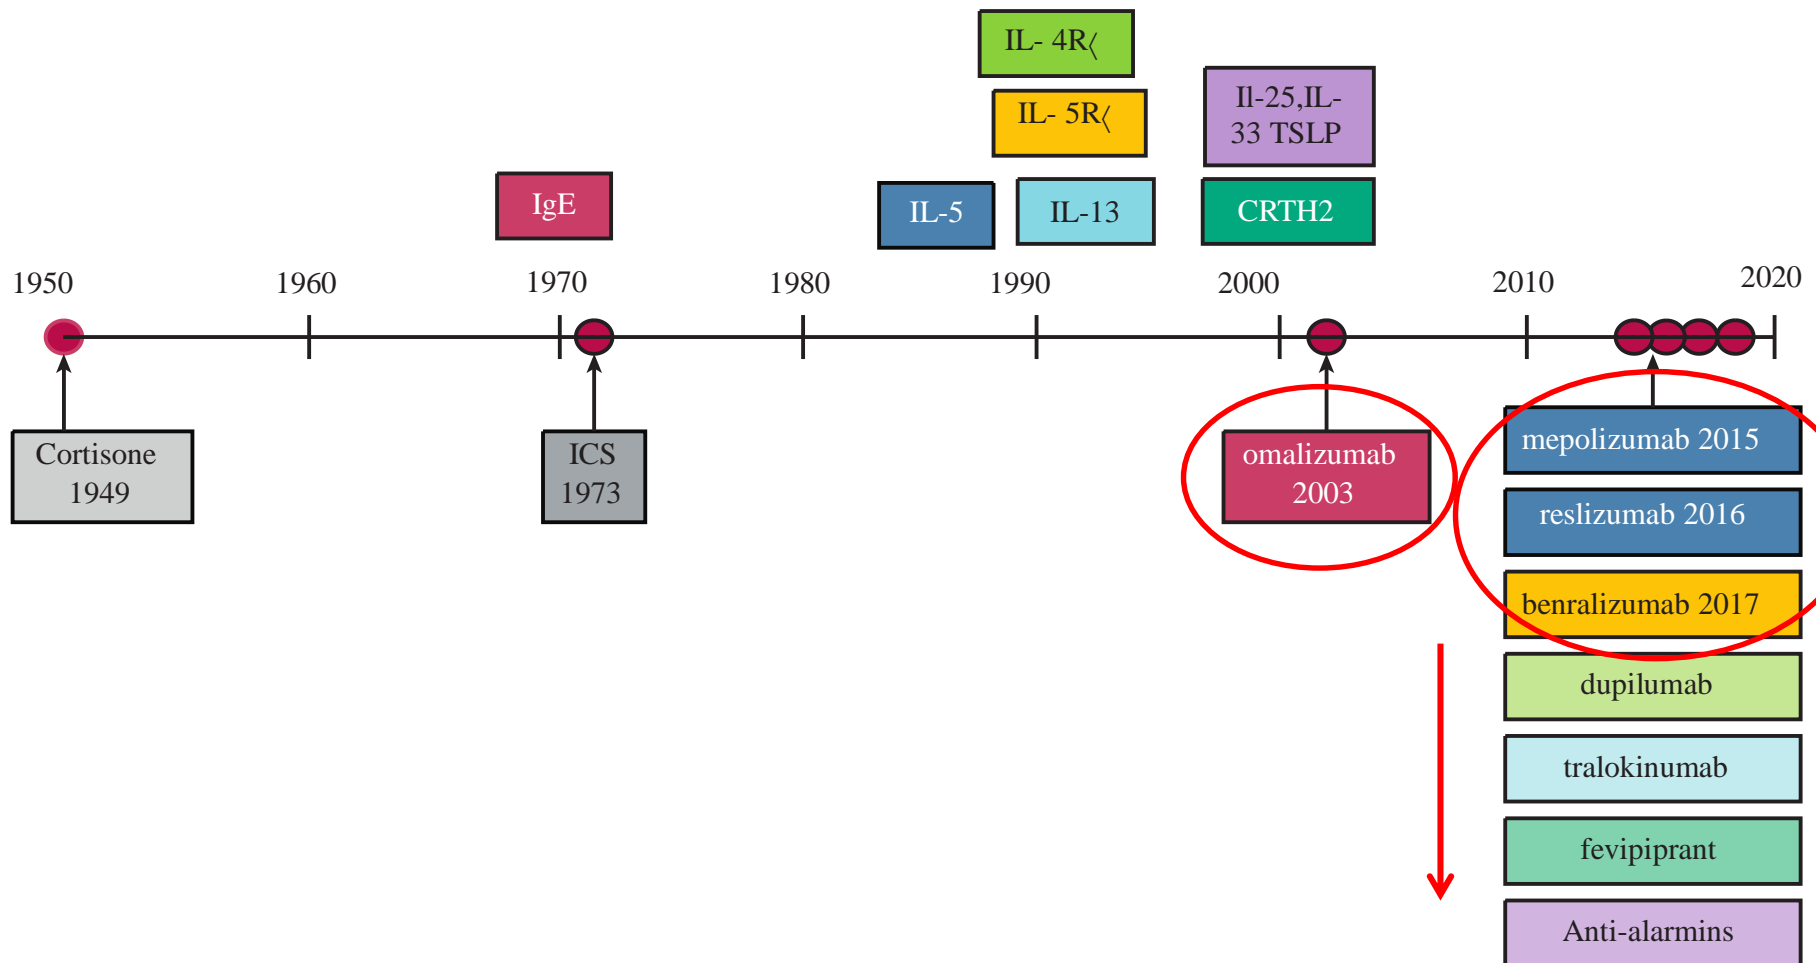 IL- 4R〈
IL- 5R〈
Il-25,IL-
33 TSLP
IgE
IL-5
IL-13
CRTH2
1950
1960
1970
1980
1990
2000
2010
2020
Cortisone
1949
ICS
1973
omalizumab
2003
mepolizumab 2015
reslizumab 2016
benralizumab 2017
dupilumab
tralokinumab
fevipiprant
Anti-alarmins